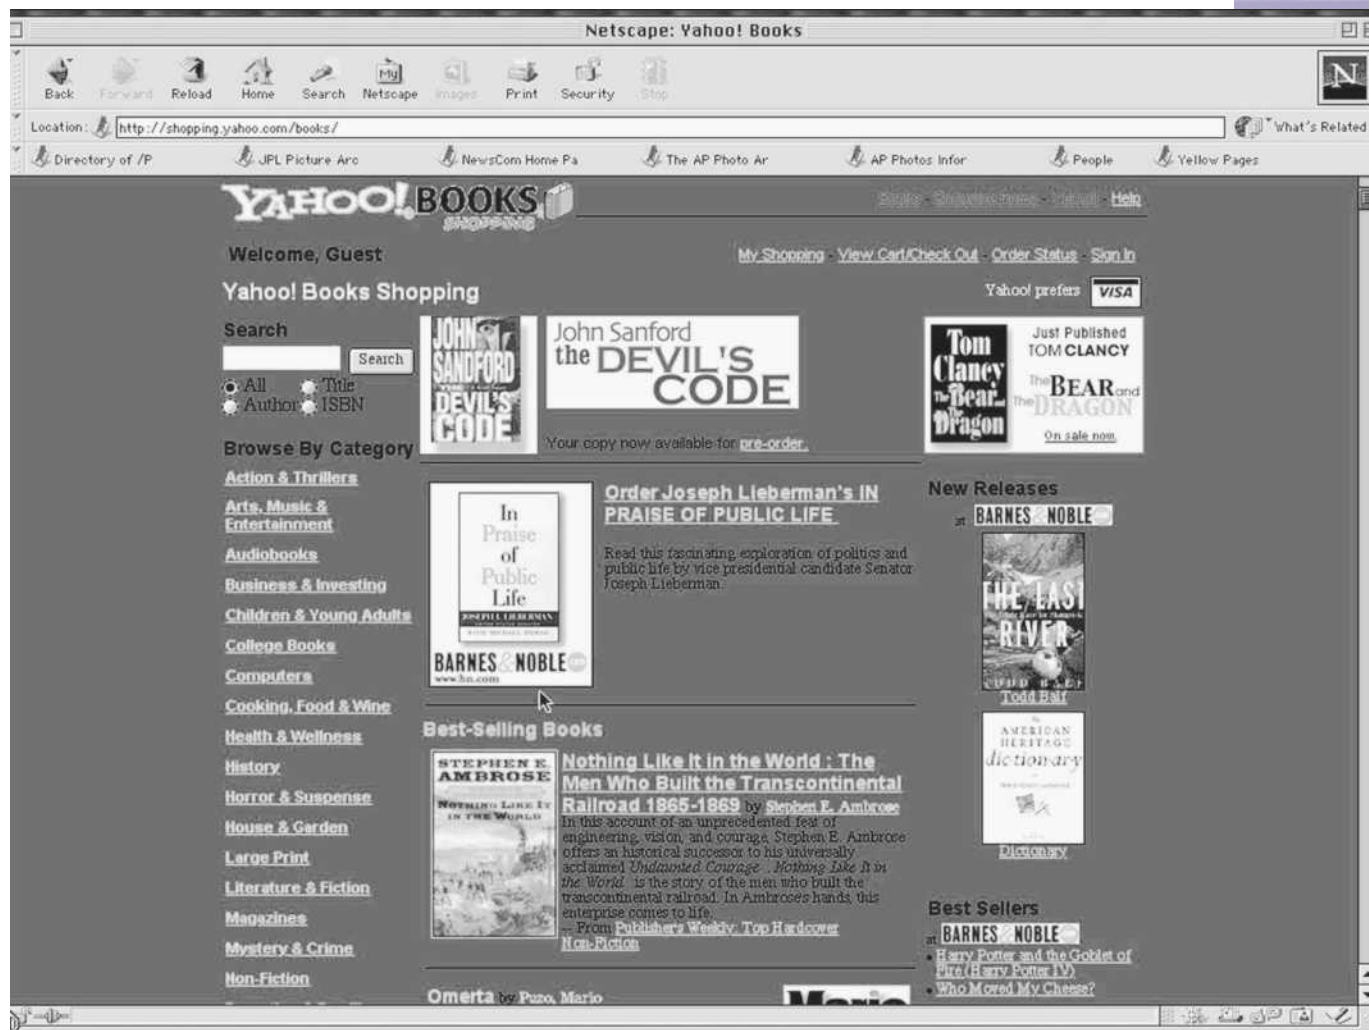 Netscape: Yahoo! Books
Back Forward Reload Home Search Netscape Images Print Security Stop
N
Location: http://shopping.yahoo.com/books/ What's Related
Directory of /P JPL Picture Arc NewsCom Home Pa The AP Photo Ar AP Photos Infor People Yellow Pages
YAHOO! BOOKS
SHOPPING
Help
Welcome, Guest
My Shopping - View Cart/Check Out - Order Status - Sign In
Yahoo! Books Shopping
Yahoo! prefers VISA
Search
Search
All Title
Author ISBN
JOHN
SANDFORD
THE
DEVIL'S
CODE
John Sanford
the DEVIL'S
CODE
Your copy now available for pre-order.
Tom
Clancy
The Bear and
the
Dragon
Just Published
TOM CLANCY
The BEAR and
The DRAGON
On sale now.
Browse By Category
Action & Thrillers
Arts, Music &
Entertainment
Audiobooks
Business & Investing
Children & Young Adults
College Books
Computers
Cooking, Food & Wine
Health & Wellness
History
Horror & Suspense
House & Garden
Large Print
Literature & Fiction
Magazines
Mystery & Crime
Non-Fiction
In
Praise
of
Public
Life
JOSEPH I. LIEBERMAN
BARNES & NOBLE
www.bn.com
Order Joseph Lieberman's IN
PRAISE OF PUBLIC LIFE
Read this fascinating exploration of politics and
public life by vice presidential candidate Senator
Joseph Lieberman.
Best-Selling Books
STEPHEN E.
AMBROSE
NOTHING LIKE IT
IN THE WORLD
Nothing Like It in the World : The
Men Who Built the Transcontinental
Railroad 1865-1869 by Stephen E. Ambrose
In this account of an unprecedented feat of
engineering, vision, and courage, Stephen E. Ambrose
offers an historical successor to his universally
acclaimed Undaunted Courage . Nothing Like It in
the World is the story of the men who built the
transcontinental railroad. In Ambrose's hands, this
enterprise comes to life.
-- From Publisher's Weekly: Top Hardcover
Non-Fiction
Omerta by Puzo, Mario
Mario
New Releases
at BARNES & NOBLE
THE LAST
RIVER
TODD BALF
Todd Balf
The
AMERICAN
HERITAGE
dictionary
Dictionary
Best Sellers
at BARNES & NOBLE
Harry Potter and the Goblet of
Fire (Harry Potter IV)
Who Moved My Cheese?